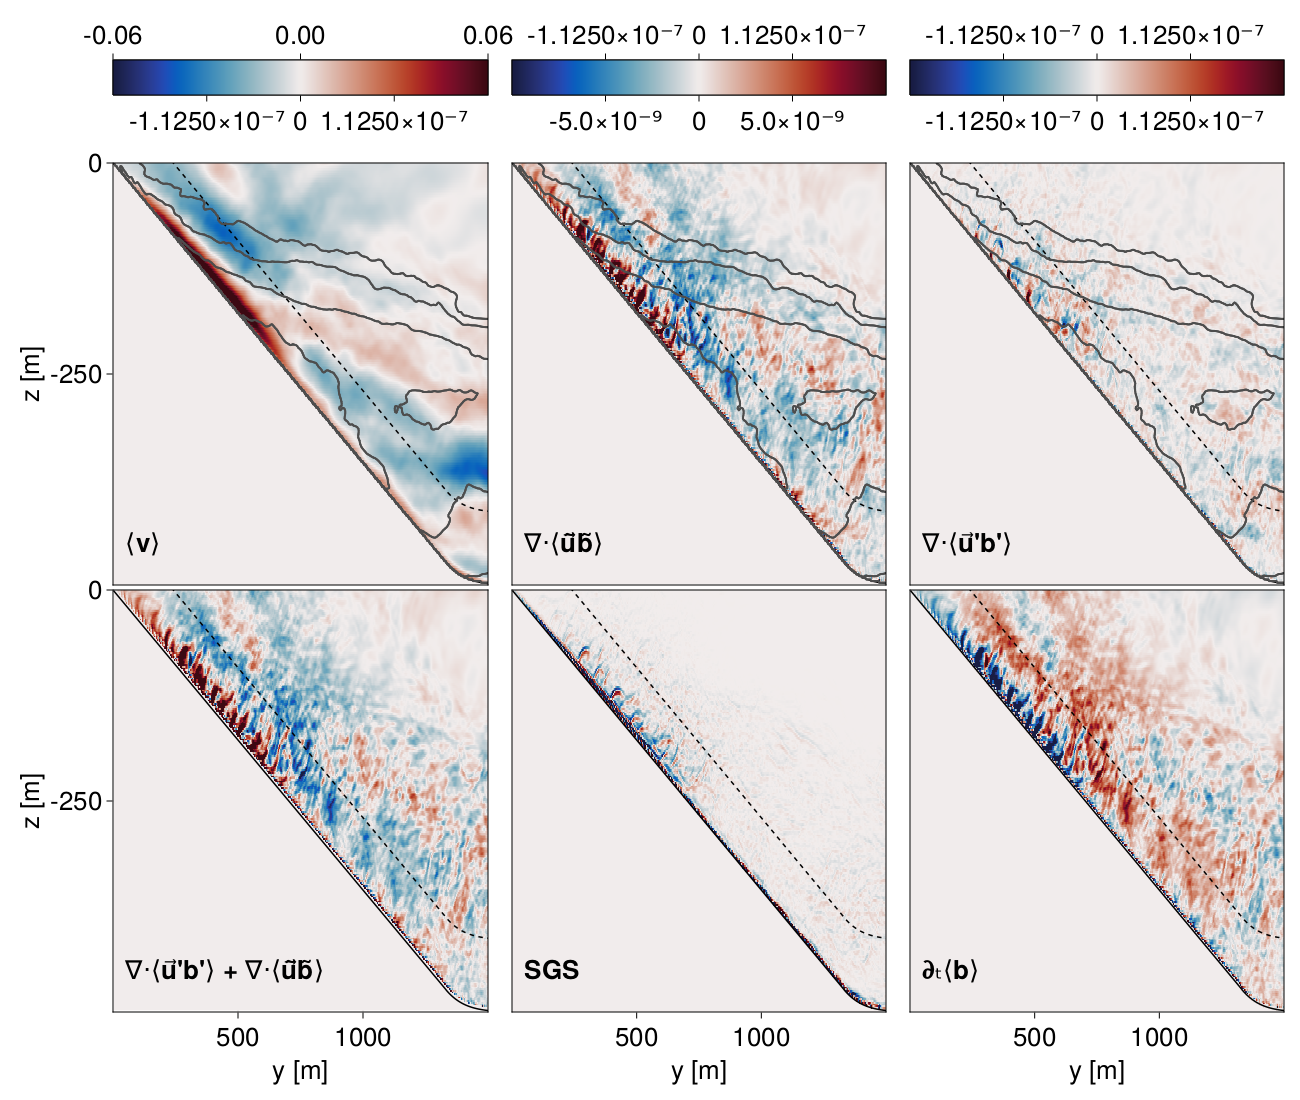 -0.06 0.00 0.06 -1.1250×10⁻⁷ 0 1.1250×10⁻⁷ -1.1250×10⁻⁷ 0 1.1250×10⁻⁷
-1.1250×10⁻⁷ 0 1.1250×10⁻⁷ -5.0×10⁻⁹ 0 5.0×10⁻⁹ -1.1250×10⁻⁷ 0 1.1250×10⁻⁷
0
z [m]
-250
⟨v⟩ ∇·⟨ũ⃗b̃⟩ ∇·⟨u⃗'b'⟩
0
z [m]
-250
∇·⟨u⃗'b'⟩ + ∇·⟨ũ⃗b̃⟩ SGS ∂ₜ⟨b⟩
500 1000 500 1000 500 1000
y [m] y [m] y [m]